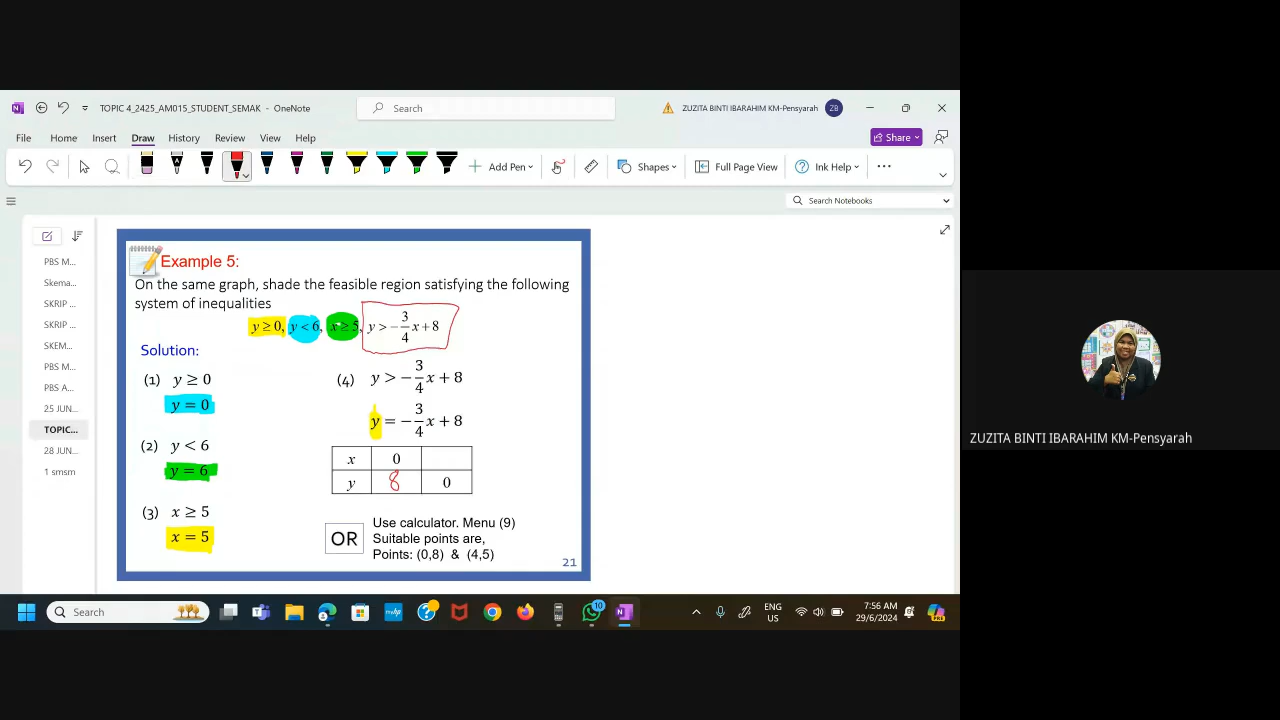 TOPIC 4_2425_AM015_STUDENT_SEMAK - OneNote
Search
ZUZITA BINTI IBARAHIM KM-Pensyarah
ZB
File Home Insert Draw History Review View Help
Share
Add Pen
Shapes
Full Page View
Ink Help
Search Notebooks
PBS M...
Skema...
SKRIP ...
SKRIP ...
SKEM...
PBS M...
PBS A...
25 JUN...
TOPIC...
28 JUN...
1 smsm
Example 5:
On the same graph, shade the feasible region satisfying the following
system of inequalities
y ≥ 0, y < 6, x ≥ 5, y > −3/4 x + 8
Solution:
(1) y ≥ 0
y = 0
(2) y < 6
y = 6
(3) x ≥ 5
x = 5
(4) y > −3/4 x + 8
y = −3/4 x + 8
x 0
y 8 0
OR
Use calculator. Menu (9)
Suitable points are,
Points: (0,8) & (4,5)
21
ZUZITA BINTI IBARAHIM KM-Pensyarah
Search
10
ENG
US
7:56 AM
29/6/2024